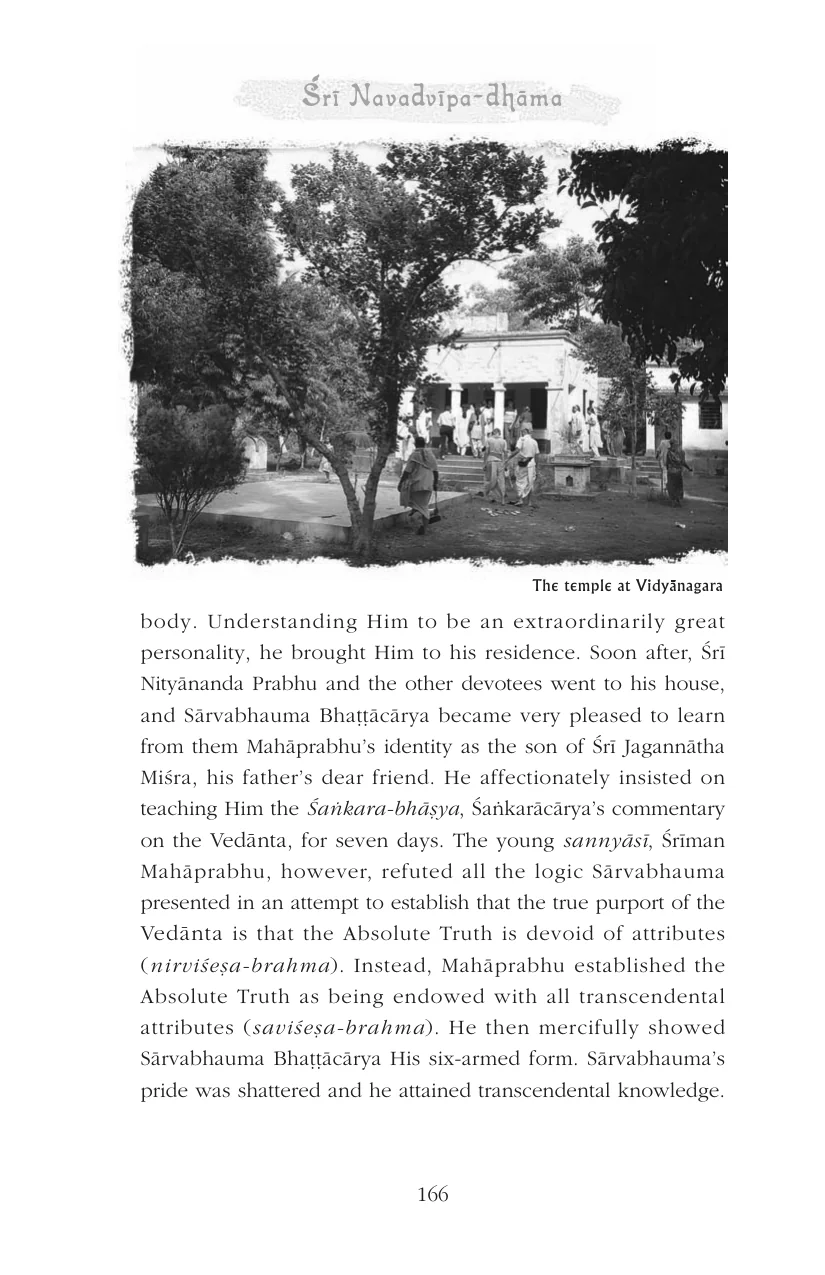 Śrī Navadvīpa-dhāma
The temple at Vidyānagara
body. Understanding Him to be an extraordinarily great
personality, he brought Him to his residence. Soon after, Śrī
Nityānanda Prabhu and the other devotees went to his house,
and Sārvabhauma Bhaṭṭācārya became very pleased to learn
from them Mahāprabhu’s identity as the son of Śrī Jagannātha
Miśra, his father’s dear friend. He affectionately insisted on
teaching Him the Śaṅkara-bhāṣya, Śaṅkarācārya’s commentary
on the Vedānta, for seven days. The young sannyāsī, Śrīman
Mahāprabhu, however, refuted all the logic Sārvabhauma
presented in an attempt to establish that the true purport of the
Vedānta is that the Absolute Truth is devoid of attributes
(nirviśeṣa-brahma). Instead, Mahāprabhu established the
Absolute Truth as being endowed with all transcendental
attributes (saviśeṣa-brahma). He then mercifully showed
Sārvabhauma Bhaṭṭācārya His six-armed form. Sārvabhauma’s
pride was shattered and he attained transcendental knowledge.
166